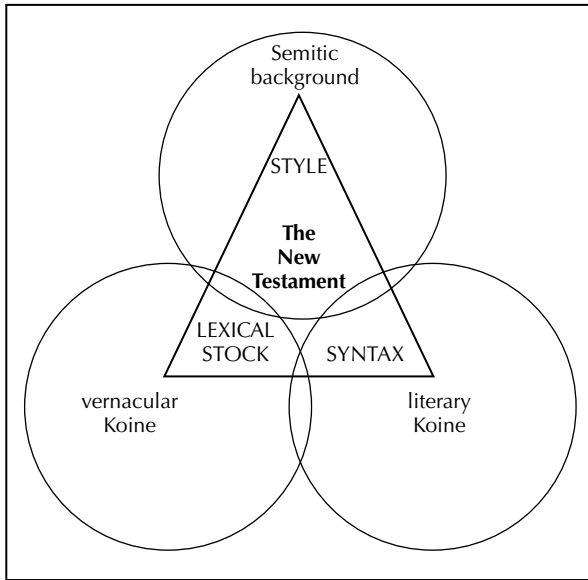 Semitic
background
STYLE
The
New
Testament
LEXICAL
STOCK
SYNTAX
vernacular
Koine
literary
Koine